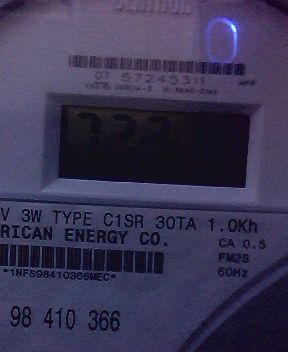 07 57245311
V 3W TYPE C1SR 30TA 1.0Kh
RICAN ENERGY CO.
CA 0.5
*1NFS98410366MEC*
FM2S
60Hz
98 410 366